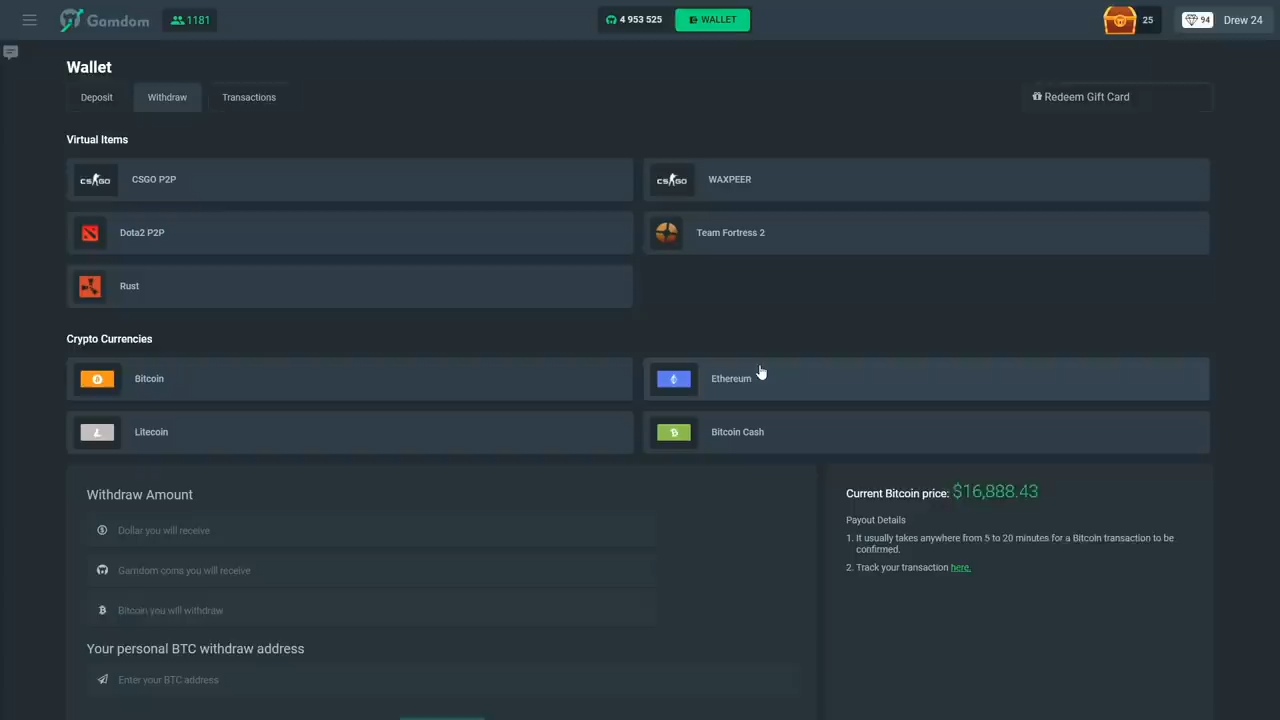 Gamdom 1181 4 953 525 WALLET 25 94 Drew 24
Wallet
Deposit Withdraw Transactions Redeem Gift Card
Virtual Items
CS:GO CSGO P2P CS:GO WAXPEER
Dota2 P2P Team Fortress 2
Rust
Crypto Currencies
Bitcoin Ethereum
Litecoin Bitcoin Cash
Withdraw Amount
Dollar you will receive
Gamdom coins you will receive
Bitcoin you will withdraw
Your personal BTC withdraw address
Enter your BTC address
Current Bitcoin price: $16,888.43
Payout Details
1. It usually takes anywhere from 5 to 20 minutes for a Bitcoin transaction to be
confirmed.
2. Track your transaction here.